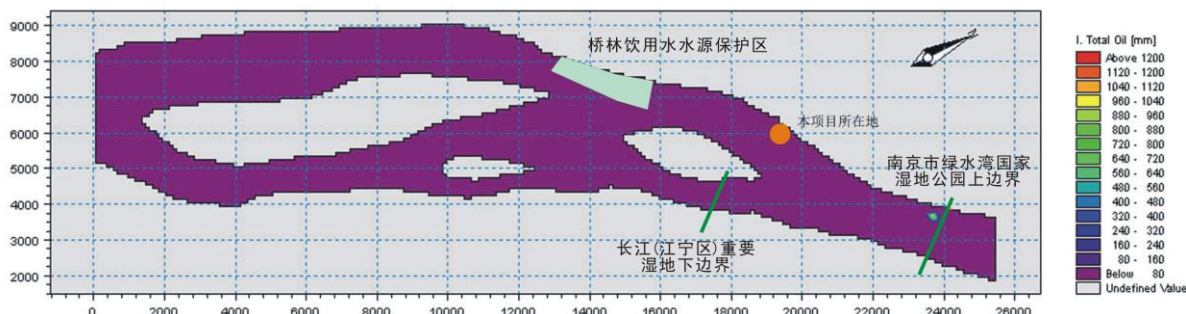 桥林饮用水水源保护区
本项目所在地
南京市绿水湾国家
湿地公园上边界
长江(江宁区)重要
湿地下边界
9000
8000
7000
6000
5000
4000
3000
2000
0 2000 4000 6000 8000 10000 12000 14000 16000 18000 20000 22000 24000 26000
I. Total Oil [mm]
Above 1200
1120 - 1200
1040 - 1120
960 - 1040
880 - 960
800 - 880
720 - 800
640 - 720
560 - 640
480 - 560
400 - 480
320 - 400
240 - 320
160 - 240
80 - 160
Below 80
Undefined Value